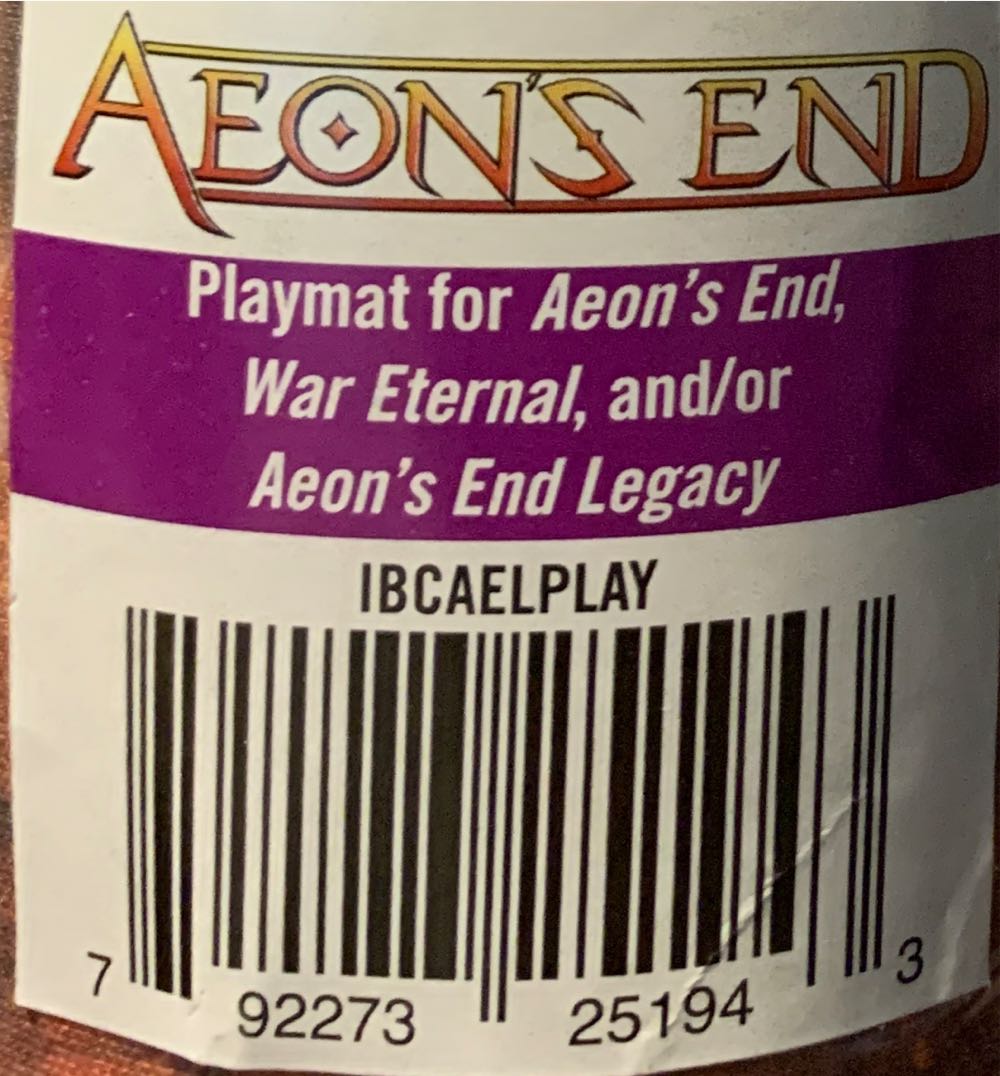 AEON'S END
Playmat for Aeon's End,
War Eternal, and/or
Aeon's End Legacy
IBCAELPLAY
7 92273 25194 3